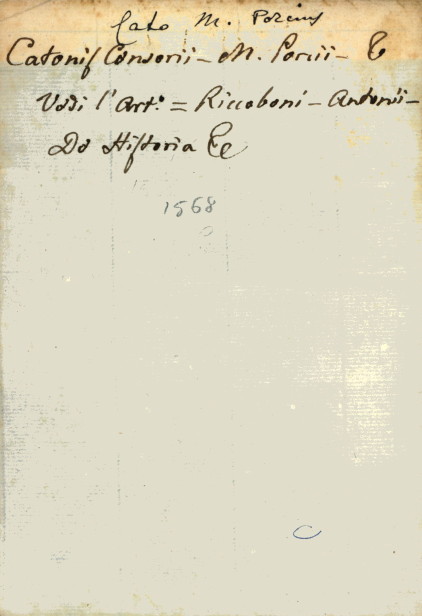 Cato M. Porcius
Catonis Censorii - M. Porcii - &
Vedi l'Art.° = Riccoboni - Antonii -
De Historia &c
1568
C